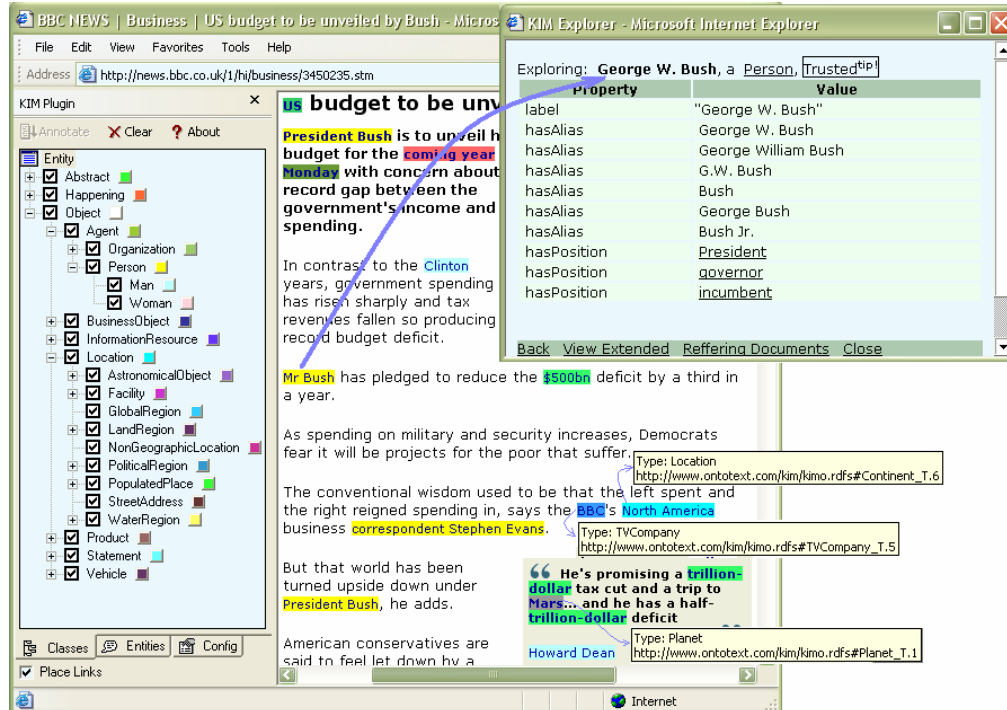 BBC NEWS | Business | US budget to be unveiled by Bush - Micros
File Edit View Favorites Tools Help
Address http://news.bbc.co.uk/1/hi/business/3450235.stm
KIM Plugin ×
Annotate Clear ? About
Entity
Abstract
Happening
Object
Agent
Organization
Person
Man
Woman
BusinessObject
InformationResource
Location
AstronomicalObject
Facility
GlobalRegion
LandRegion
NonGeographicLocation
PoliticalRegion
PopulatedPlace
StreetAddress
WaterRegion
Product
Statement
Vehicle
Classes Entities Config
Place Links
US budget to be unv
President Bush is to unveil h
budget for the coming year
Monday with concern about
record gap between the
government's income and
spending.
In contrast to the Clinton
years, government spending
has risen sharply and tax
revenues fallen so producing
record budget deficit.
Mr Bush has pledged to reduce the $500bn deficit by a third in
a year.
As spending on military and security increases, Democrats
fear it will be projects for the poor that suffer.
The conventional wisdom used to be that the left spent and
the right reigned spending in, says the BBC's North America
business correspondent Stephen Evans.
But that world has been
turned upside down under
President Bush, he adds.
American conservatives are
said to feel let down by a
He's promising a trillion-
dollar tax cut and a trip to
Mars... and he has a half-
trillion-dollar deficit
Howard Dean
Type: Location
http://www.ontotext.com/kim/kimo.rdfs#Continent_T.6
Type: TVCompany
http://www.ontotext.com/kim/kimo.rdfs#TVCompany_T.5
Type: Planet
http://www.ontotext.com/kim/kimo.rdfs#Planet_T.1
Internet
KIM Explorer - Microsoft Internet Explorer
Exploring: George W. Bush, a Person, Trusted tip!
Property Value
label "George W. Bush"
hasAlias George W. Bush
hasAlias George William Bush
hasAlias G.W. Bush
hasAlias Bush
hasAlias George Bush
hasAlias Bush Jr.
hasPosition President
hasPosition governor
hasPosition incumbent
Back View Extended Reffering Documents Close